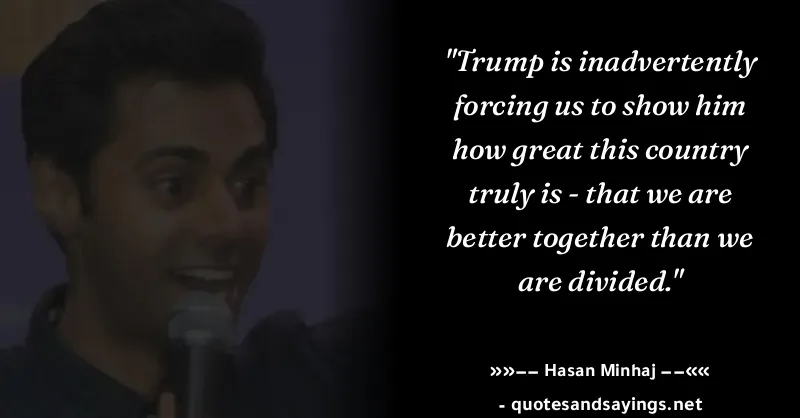 "Trump is inadvertently
forcing us to show him
how great this country
truly is - that we are
better together than we
are divided."
»»−− Hasan Minhaj −−««
- quotesandsayings.net